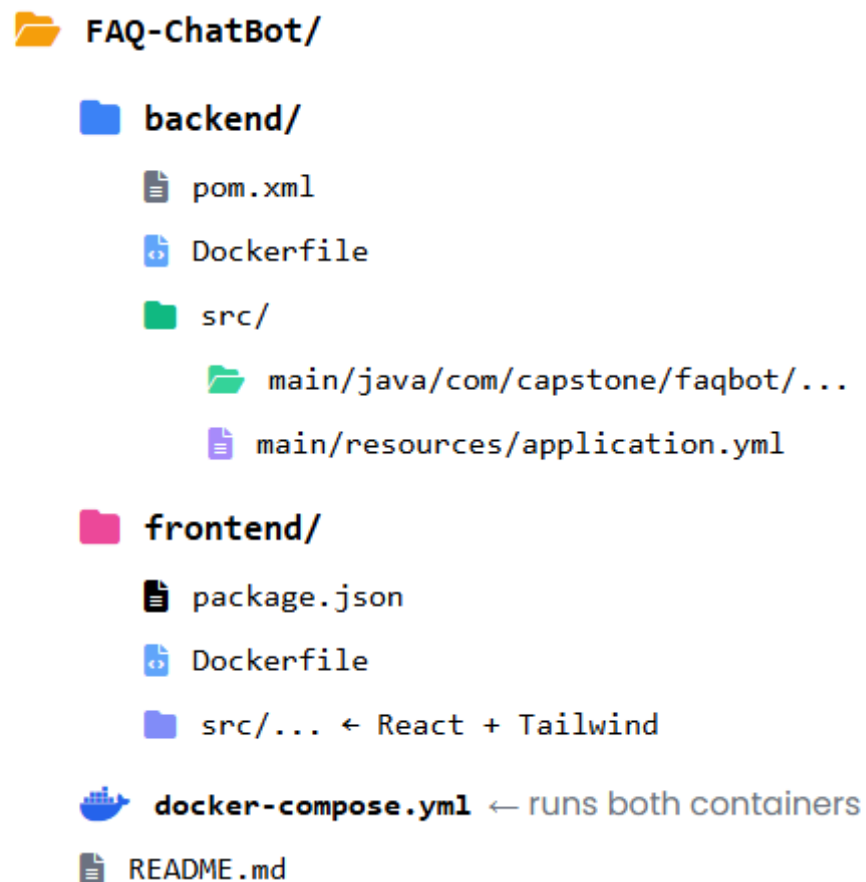 FAQ-ChatBot/
backend/
pom.xml
Dockerfile
src/
main/java/com/capstone/faqbot/...
main/resources/application.yml
frontend/
package.json
Dockerfile
src/... ← React + Tailwind
docker-compose.yml ← runs both containers
README.md